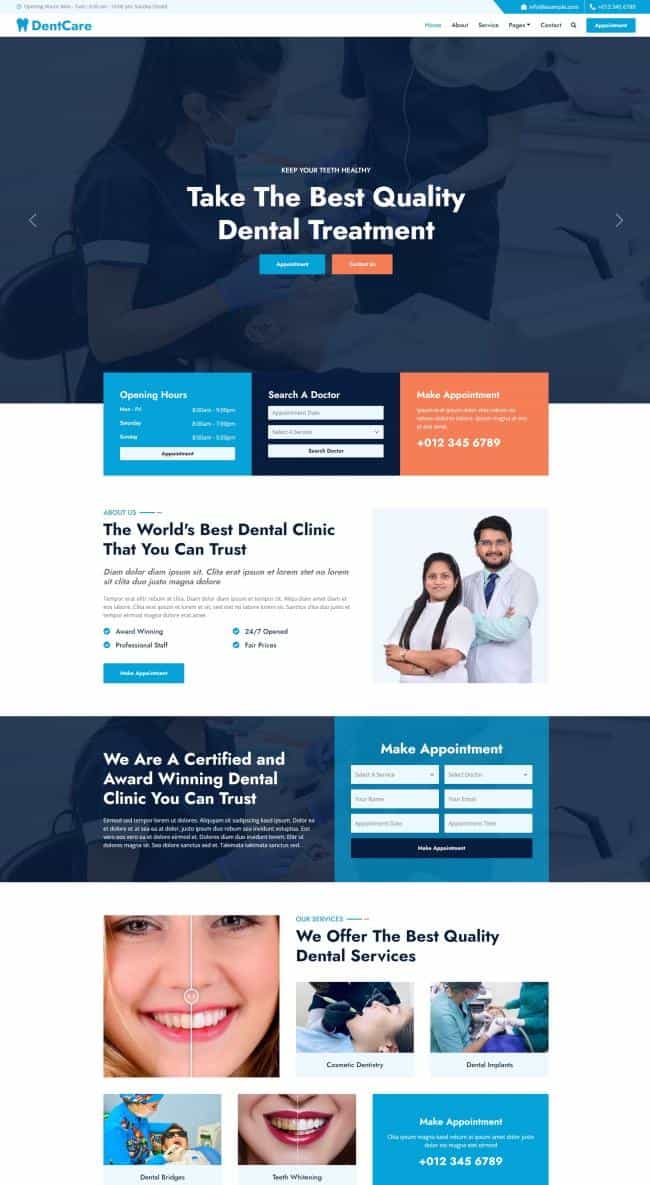 Opening Hours: Mon - Tues : 6.00 am - 10.00 pm, Sunday Closed
info@example.com
+012 345 6789
DentCare
Home
About
Service
Pages
Contact
Appointment
KEEP YOUR TEETH HEALTHY
Take The Best Quality
Dental Treatment
Appointment
Contact Us
Opening Hours
Mon - Fri
8:00am - 9:00pm
Saturday
8:00am - 7:00pm
Sunday
8:00am - 5:00pm
Appointment
Search A Doctor
Appointment Date
Select A Service
Search Doctor
Make Appointment
Ipsum erat ipsum dolor clita rebum no
rebum dolores labore, ipsum magna at eos
et eos amet.
+012 345 6789
ABOUT US
The World's Best Dental Clinic
That You Can Trust
Diam dolor diam ipsum sit. Clita erat ipsum et lorem stet no lorem
sit clita duo justo magna dolore
Tempor erat elitr rebum at clita. Diam dolor diam ipsum et tempor sit. Aliqu diam amet diam et
eos labore. Clita erat ipsum et lorem et sit, sed stet no labore lorem sit. Sanctus clita duo justo et
tempor eirmod magna dolore erat amet
Award Winning
24/7 Opened
Professional Staff
Fair Prices
Make Appointment
We Are A Certified and
Award Winning Dental
Clinic You Can Trust
Eirmod sed tempor lorem ut dolores. Aliquyam sit sadipscing kasd ipsum. Dolor ea
et dolore et at sea ea at dolor, justo ipsum duo rebum sea invidunt voluptua. Eos
vero eos vero ea et dolore eirmod et. Dolores diam duo invidunt lorem. Elitr ut
dolores magna sit. Sea dolore sanctus sed et. Takimata takimata sanctus sed.
Make Appointment
Select A Service
Select Doctor
Your Name
Your Email
Appointment Date
Appointment Time
Make Appointment
OUR SERVICES
We Offer The Best Quality
Dental Services
Cosmetic Dentistry
Dental Implants
Dental Bridges
Teeth Whitening
Make Appointment
Clita ipsum magna kasd rebum at ipsum amet dolor justo
dolor est magna stet eirmod
+012 345 6789